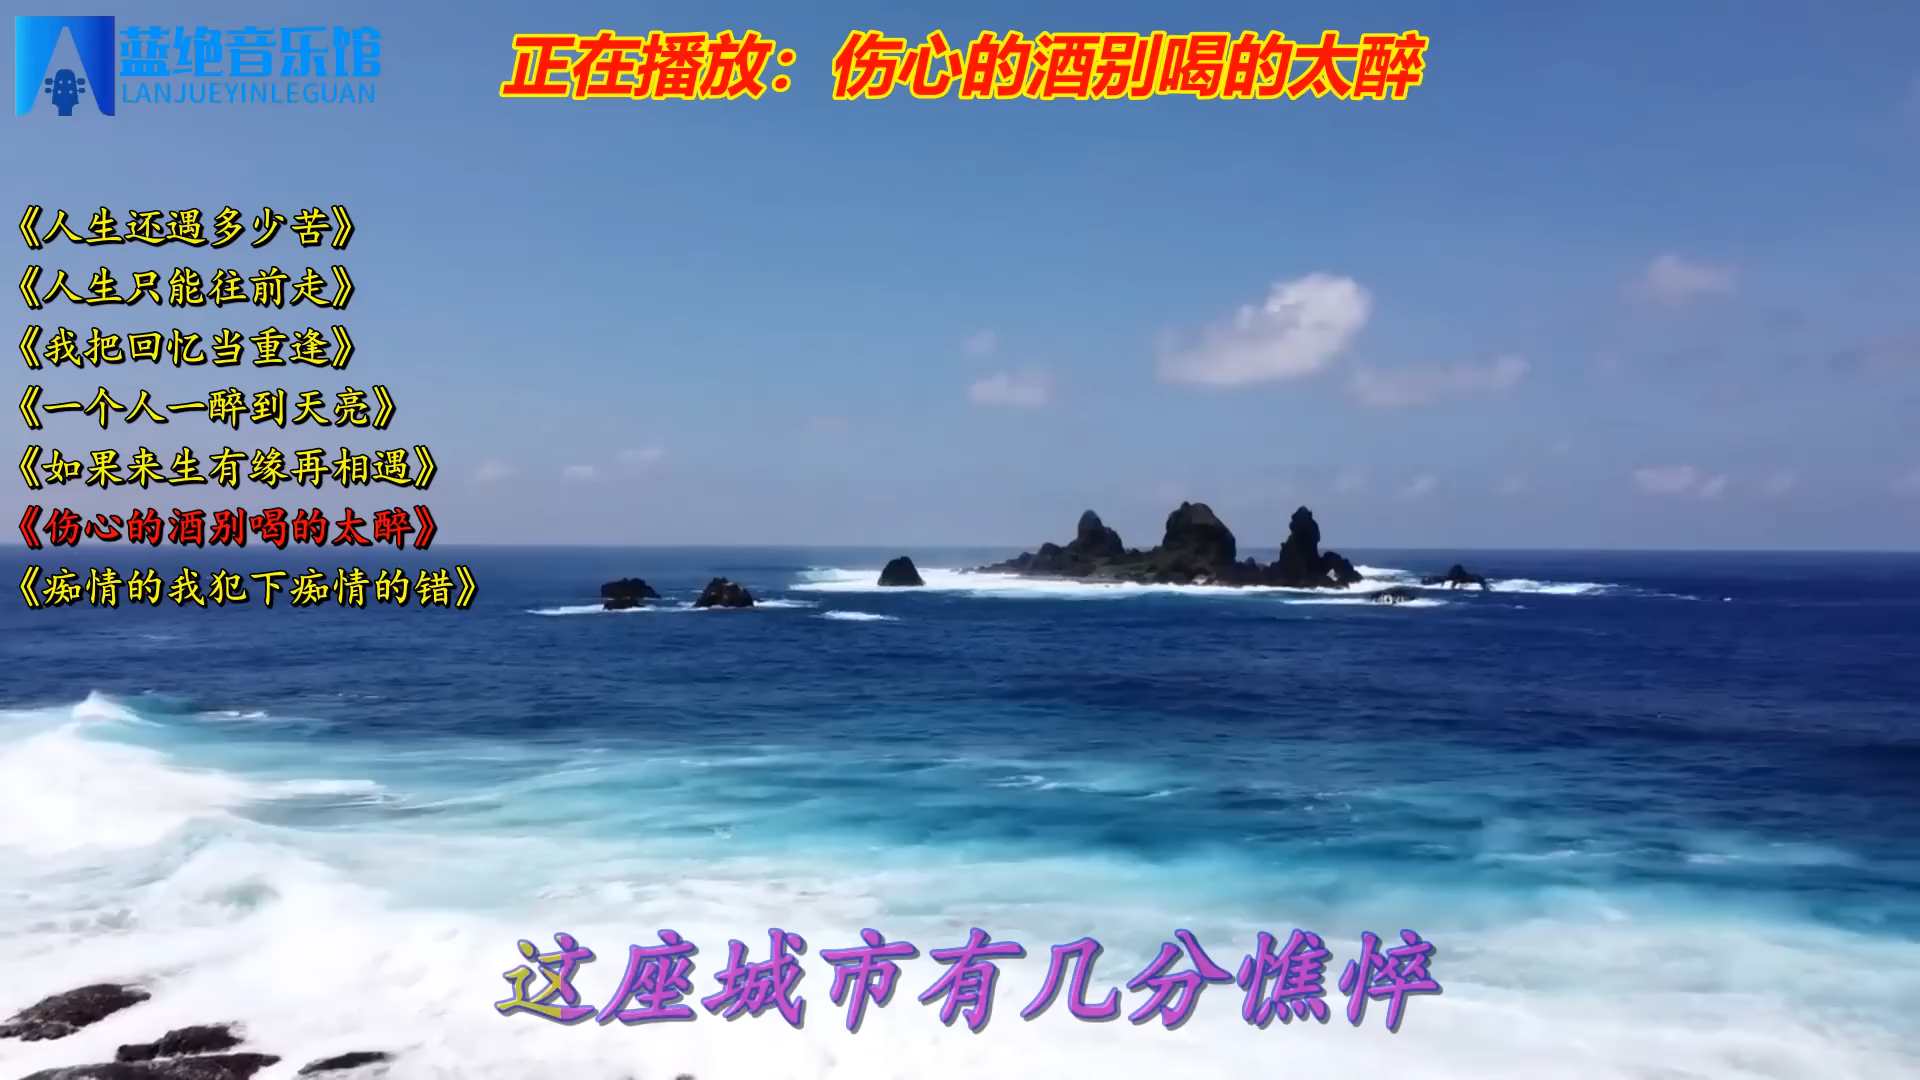 蓝绝音乐馆
LANJUEYINLEGUAN
正在播放：伤心的酒别喝的太醉
《人生还遇多少苦》
《人生只能往前走》
《我把回忆当重逢》
《一个人一醉到天亮》
《如果来生有缘再相遇》
《伤心的酒别喝的太醉》
《痴情的我犯下痴情的错》
这座城市有几分憔悴